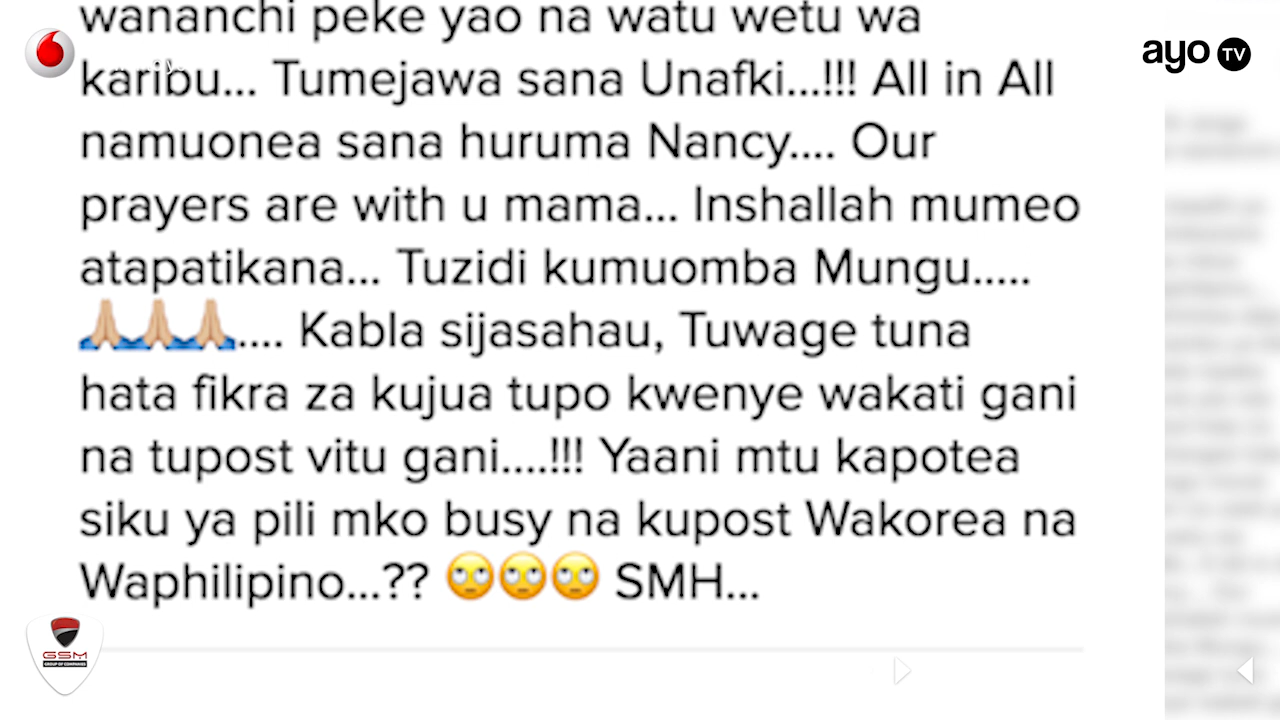 wananchi peke yao na watu wetu wa
karibu... Tumejawa sana Unafki...!!! All in All
namuonea sana huruma Nancy.... Our
prayers are with u mama... Inshallah mumeo
atapatikana... Tuzidi kumuomba Mungu.....
🙏🏼🙏🏼🙏🏼.... Kabla sijasahau, Tuwage tuna
hata fikra za kujua tupo kwenye wakati gani
na tupost vitu gani....!!! Yaani mtu kapotea
siku ya pili mko busy na kupost Wakorea na
Waphilipino...?? 🙄🙄🙄 SMH...
ayo TV
GSM
GROUP OF COMPANIES